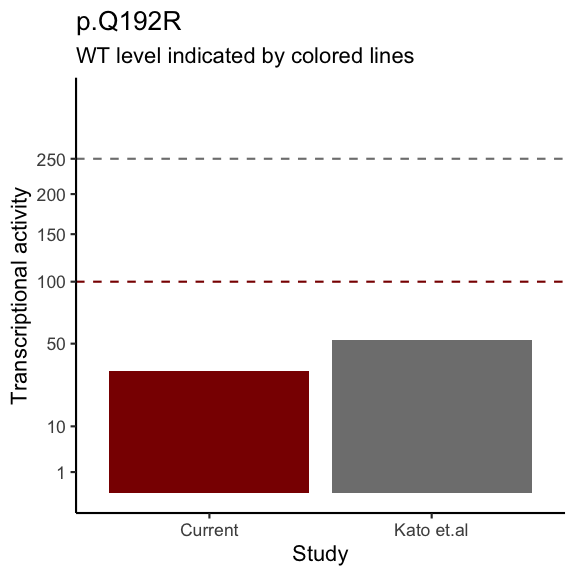 p.Q192R
WT level indicated by colored lines
Transcriptional activity
250
200
150
100
50
10
1
Current
Kato et.al
Study